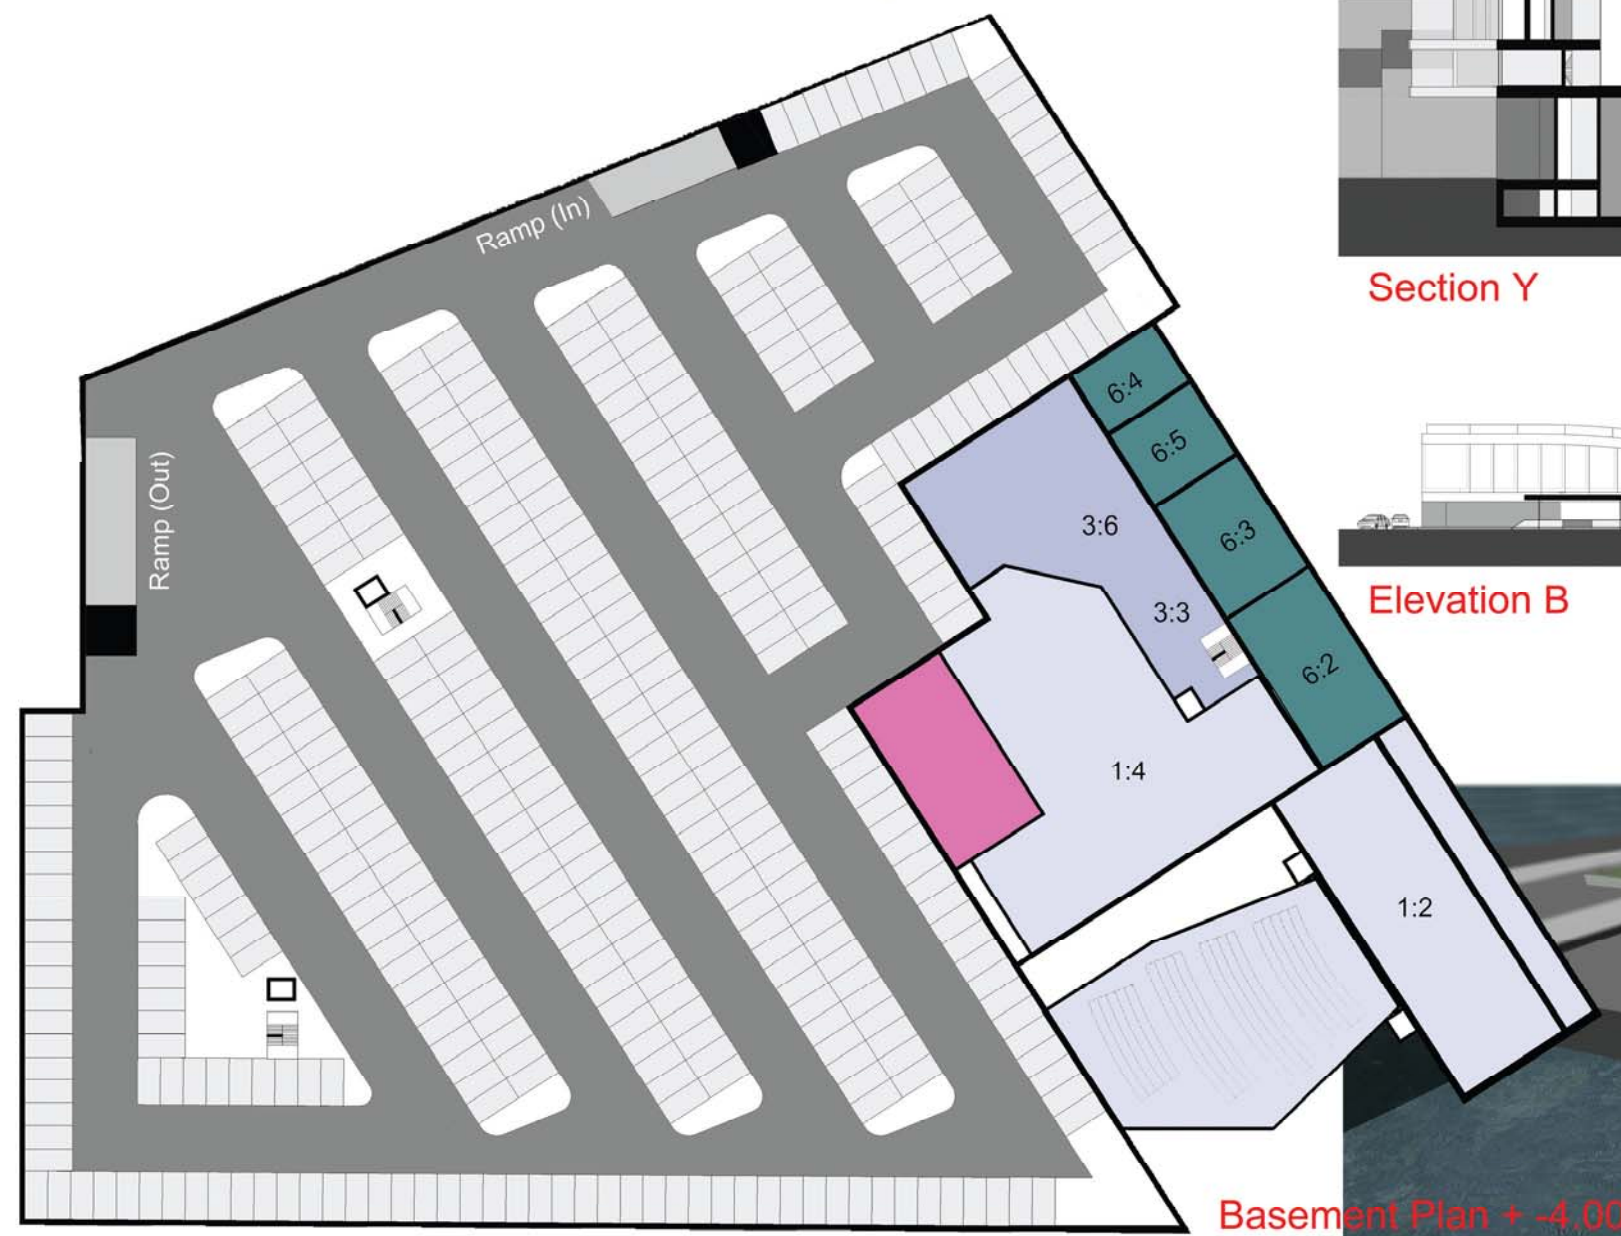 Section Y
Ramp (In)
6:4
Elevation B
6:5
Ramp (Out)
3:6
6:3
3:3
6:2
1:4
1:2
Basement Plan + -4.00